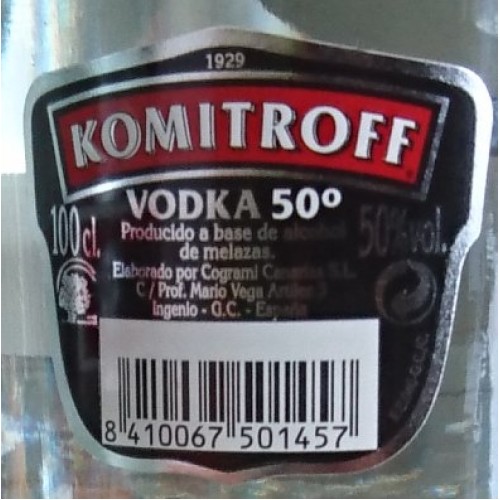 1929
KOMITROFF
VODKA 50º
100 cl.
Producido a base de alcohol
50% vol.
de melazas.
Elaborado por Cogrami Canarias S.L.
C / Prof. Mario Vega
Ingenio - G.C. - España
8 410067 501457